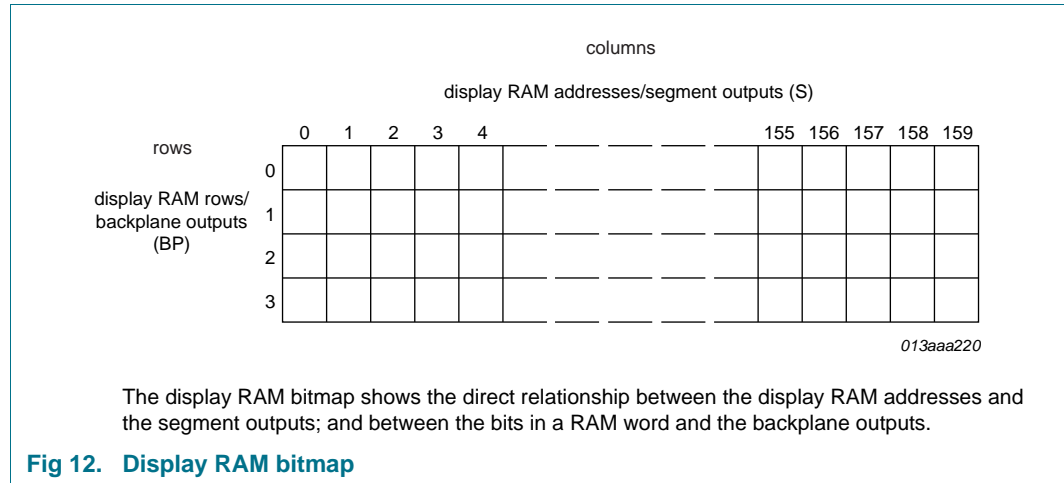 columns
display RAM addresses/segment outputs (S)
0 1 2 3 4 155 156 157 158 159
rows
0
display RAM rows/
backplane outputs
(BP)
1
2
3
013aaa220
The display RAM bitmap shows the direct relationship between the display RAM addresses and
the segment outputs; and between the bits in a RAM word and the backplane outputs.
Fig 12. Display RAM bitmap